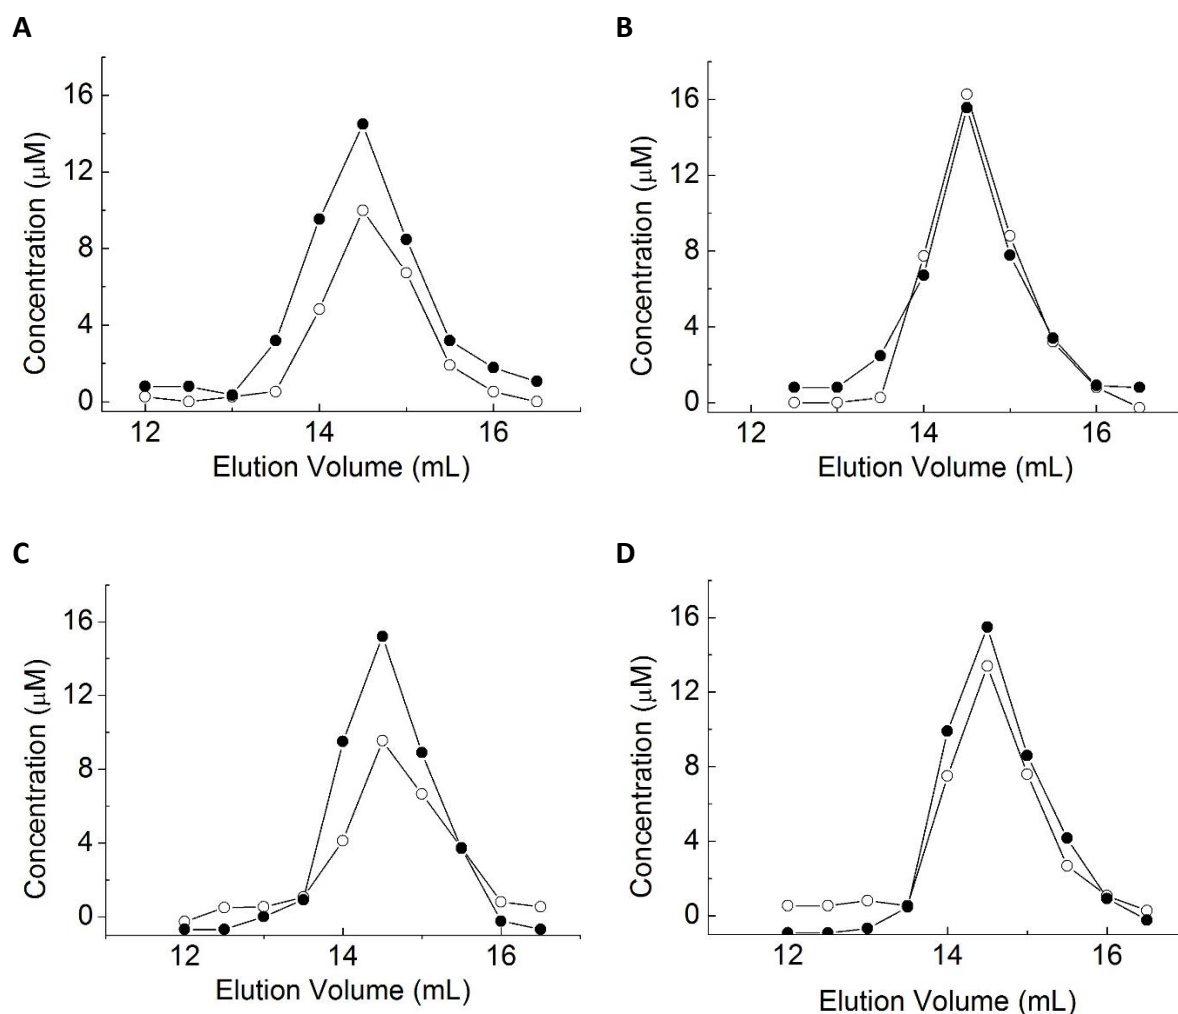 A
16
12
8
4
0
Concentration (μM)
12 14 16
Elution Volume (mL)
B
16
12
8
4
0
Concentration (μM)
12 14 16
Elution Volume (mL)
C
16
12
8
4
0
Concentration (μM)
12 14 16
Elution Volume (mL)
D
16
12
8
4
0
Concentration (μM)
12 14 16
Elution Volume (mL)